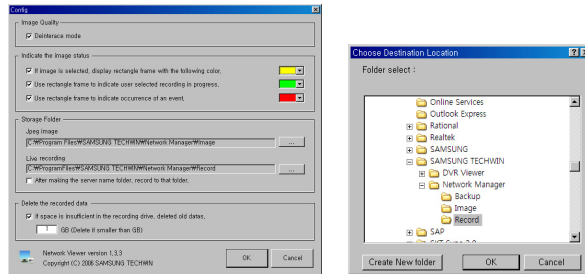 Config
Image Quality
Deinterace mode
Indicate the image status
If image is selected, display rectangle frame with the following color.
Use rectangle frame to indicate user selected recording in progress.
Use rectangle frame to indicate occurrence of an event.
Storage Folder
Jpeg image
C:₩Program Files₩SAMSUNG TECHWIN₩Network Manager₩Image
...
Live recording
C:₩ProgramFiles₩SAMSUNG TECHWIN₩Network Manager₩Record
...
After making the server name folder, record to that folder.
Delete the recorded data
If space is insufficient in the recording drive, deleted old datas.
1 GB (Delete if smaller than GB)
Network Viewer version 1.3.3
Copyright (C) 2006 SAMSUNG TECHWIN
OK Cancel
Choose Destination Location
Folder select :
Online Services
Outlook Express
Rational
Realtek
SAMSUNG
SAMSUNG TECHWIN
DVR Viewer
Network Manager
Backup
Image
Record
SAP
Create New folder OK Cancel